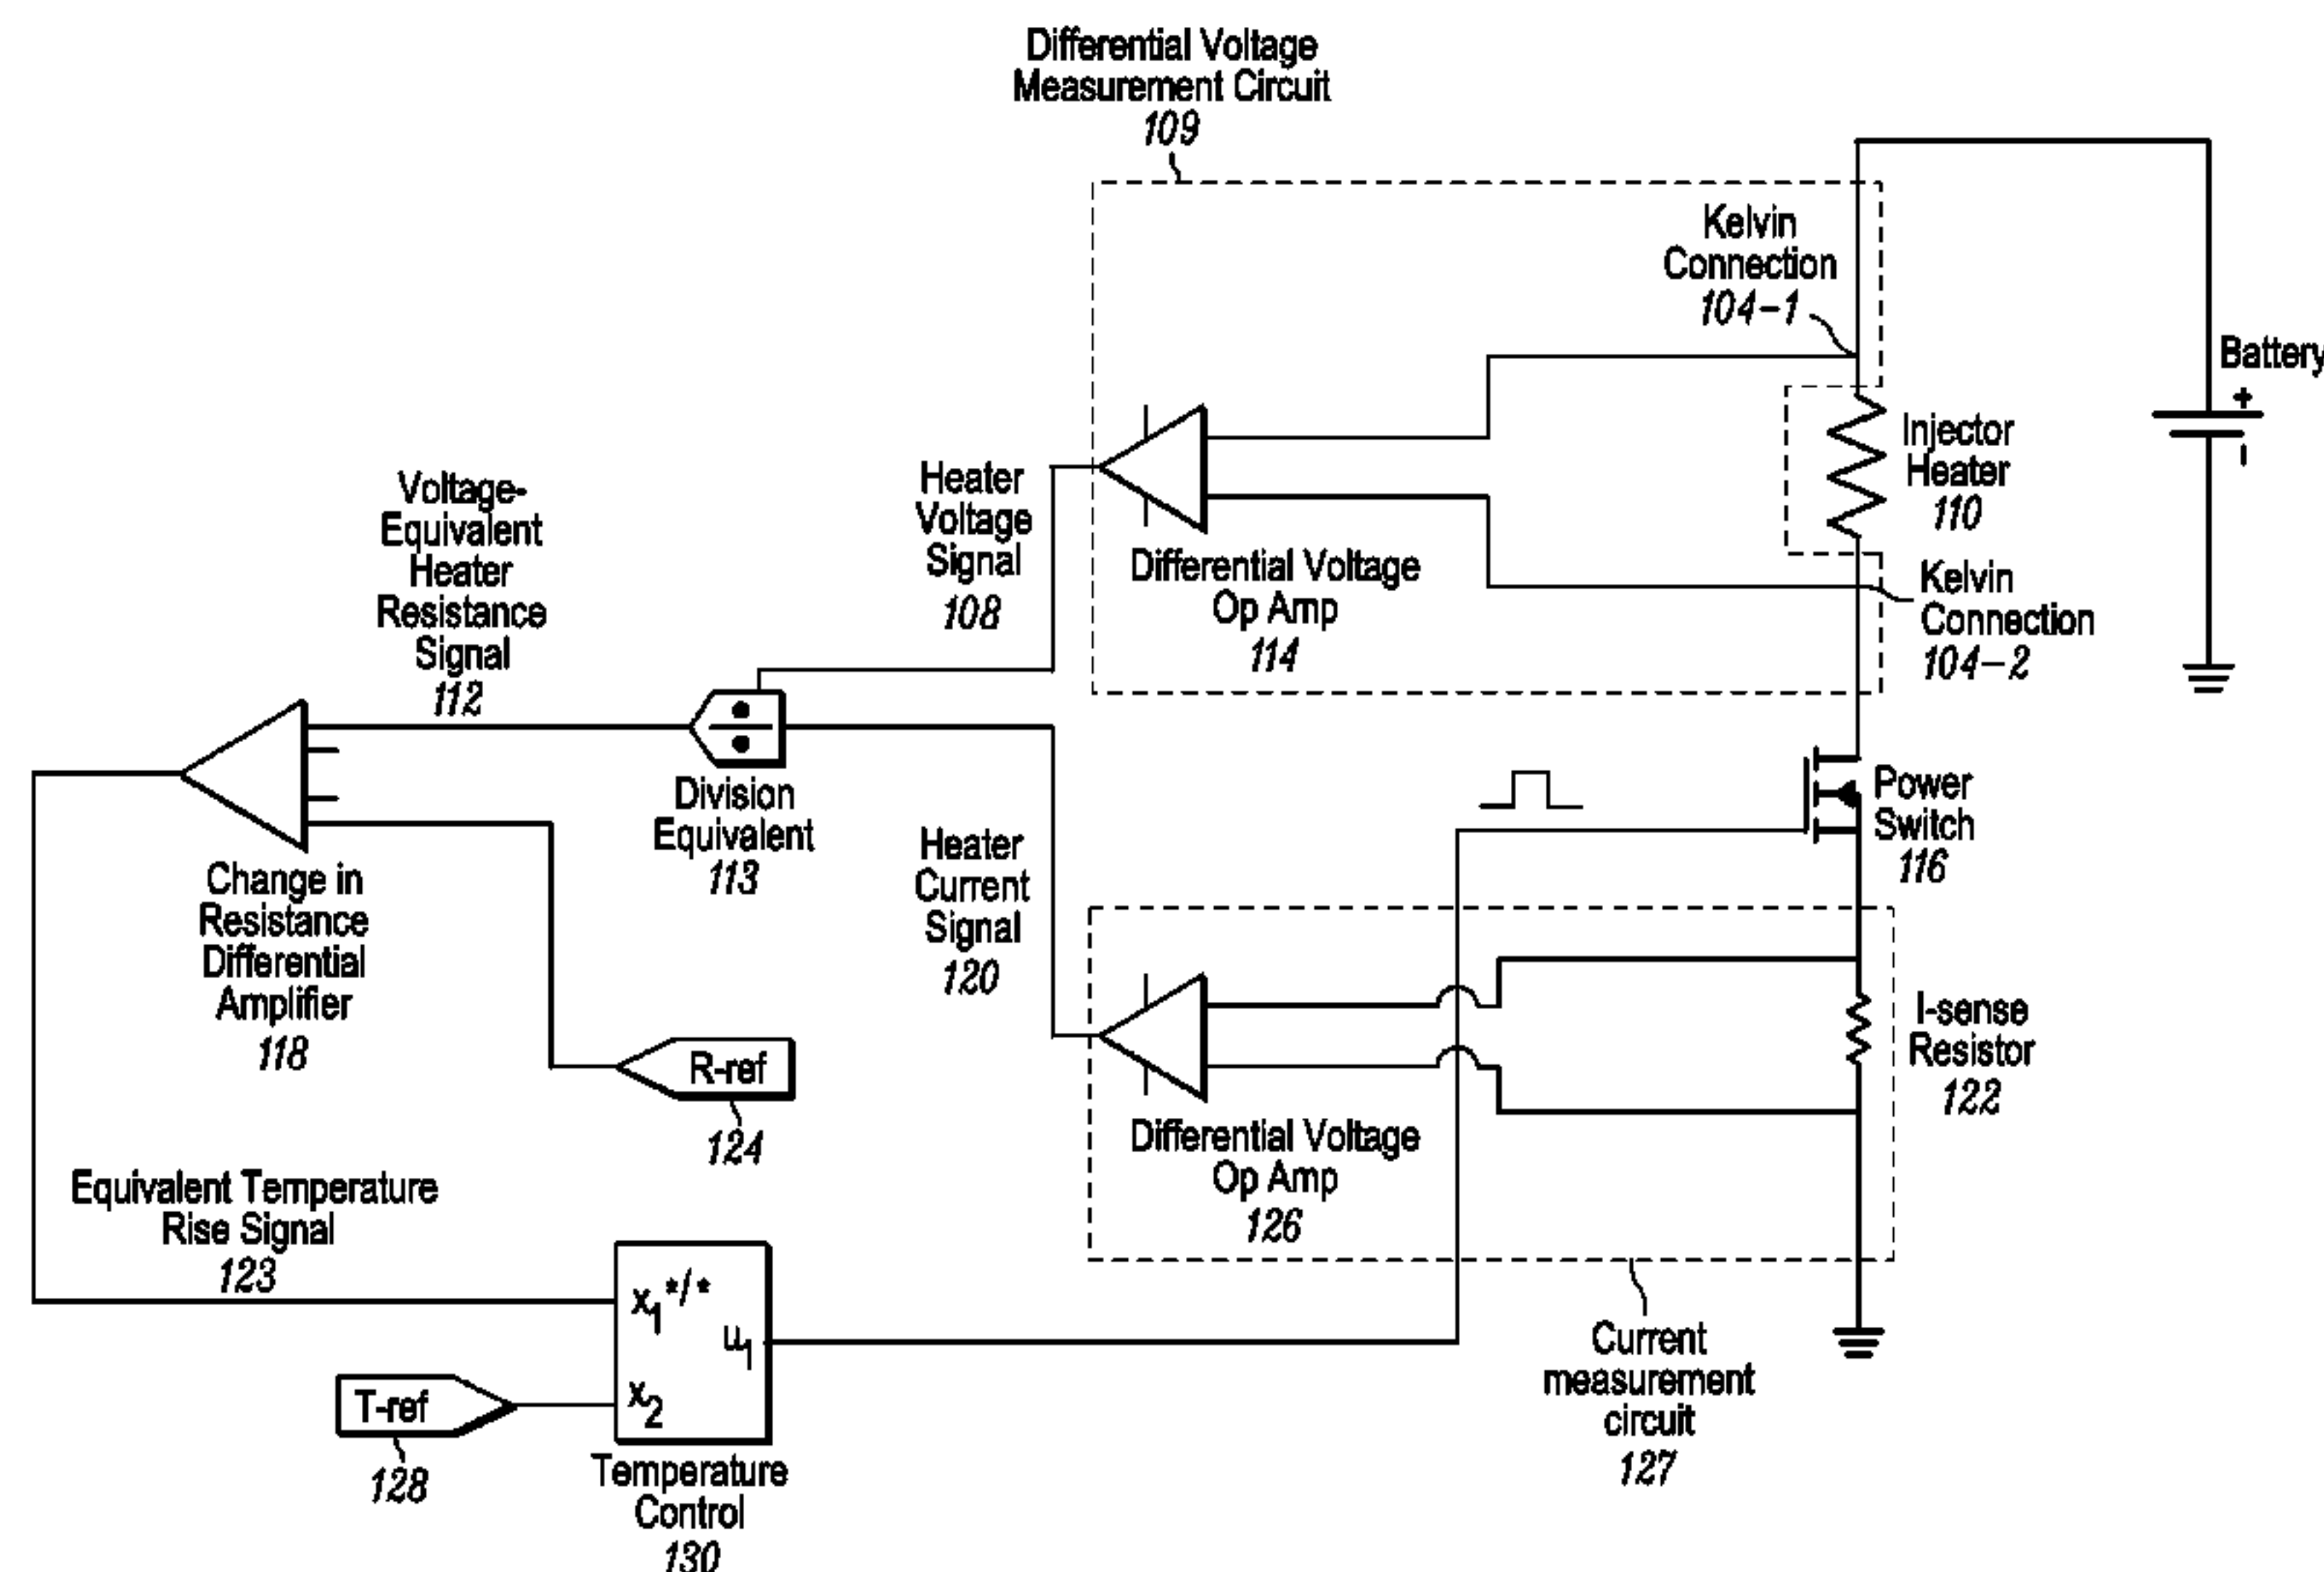 Differential Voltage
Measurement Circuit
109
Kelvin
Connection
104-1
Battery
+
-
Injector
Heater
110
Kelvin
Connection
104-2
Heater
Voltage
Signal
108
Differential Voltage
Op Amp
114
Voltage-
Equivalent
Heater
Resistance
Signal
112
Division
Equivalent
113
Power
Switch
116
Heater
Current
Signal
120
Change in
Resistance
Differential
Amplifier
118
R-ref
124
I-sense
Resistor
122
Differential Voltage
Op Amp
126
Equivalent Temperature
Rise Signal
123
x1*/*
u1
x2
T-ref
128
Temperature
Control
130
Current
measurement
circuit
127